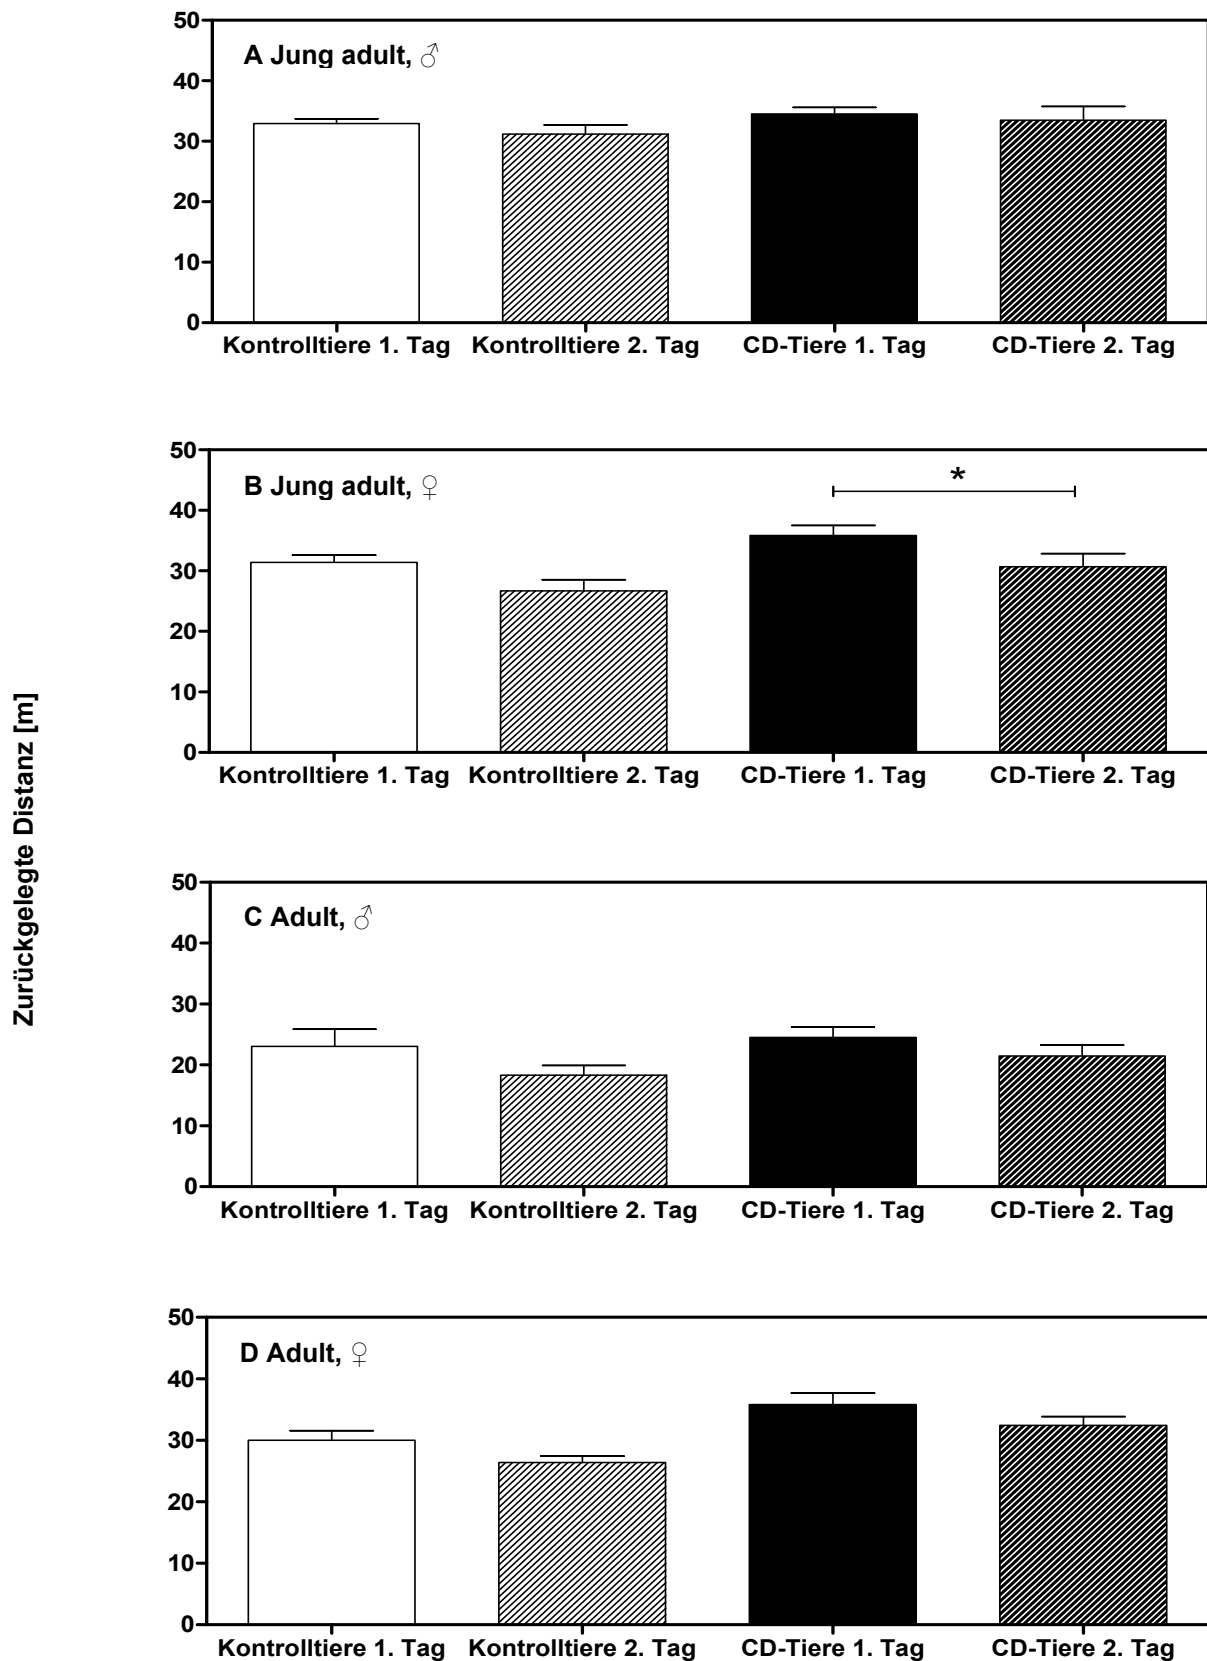 Zurückgelegte Distanz [m]
A Jung adult, ♂
50
40
30
20
10
0
Kontrolltiere 1. Tag Kontrolltiere 2. Tag CD-Tiere 1. Tag CD-Tiere 2. Tag
B Jung adult, ♀
*
50
40
30
20
10
0
Kontrolltiere 1. Tag Kontrolltiere 2. Tag CD-Tiere 1. Tag CD-Tiere 2. Tag
C Adult, ♂
50
40
30
20
10
0
Kontrolltiere 1. Tag Kontrolltiere 2. Tag CD-Tiere 1. Tag CD-Tiere 2. Tag
D Adult, ♀
50
40
30
20
10
0
Kontrolltiere 1. Tag Kontrolltiere 2. Tag CD-Tiere 1. Tag CD-Tiere 2. Tag